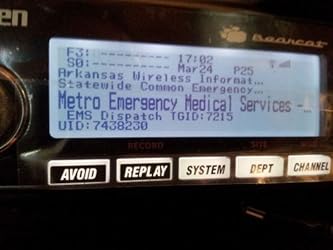 en
Bearcat
F3:--------- 17:02
S0:--------- Mar24 P25
Arkansas Wireless Informat...
Statewide Common Emergency...
Metro Emergency Medical Services -
EMS Dispatch TGID:7215
UID:7438230
RECORD SITE
AVOID REPLAY SYSTEM DEPT CHANNEL